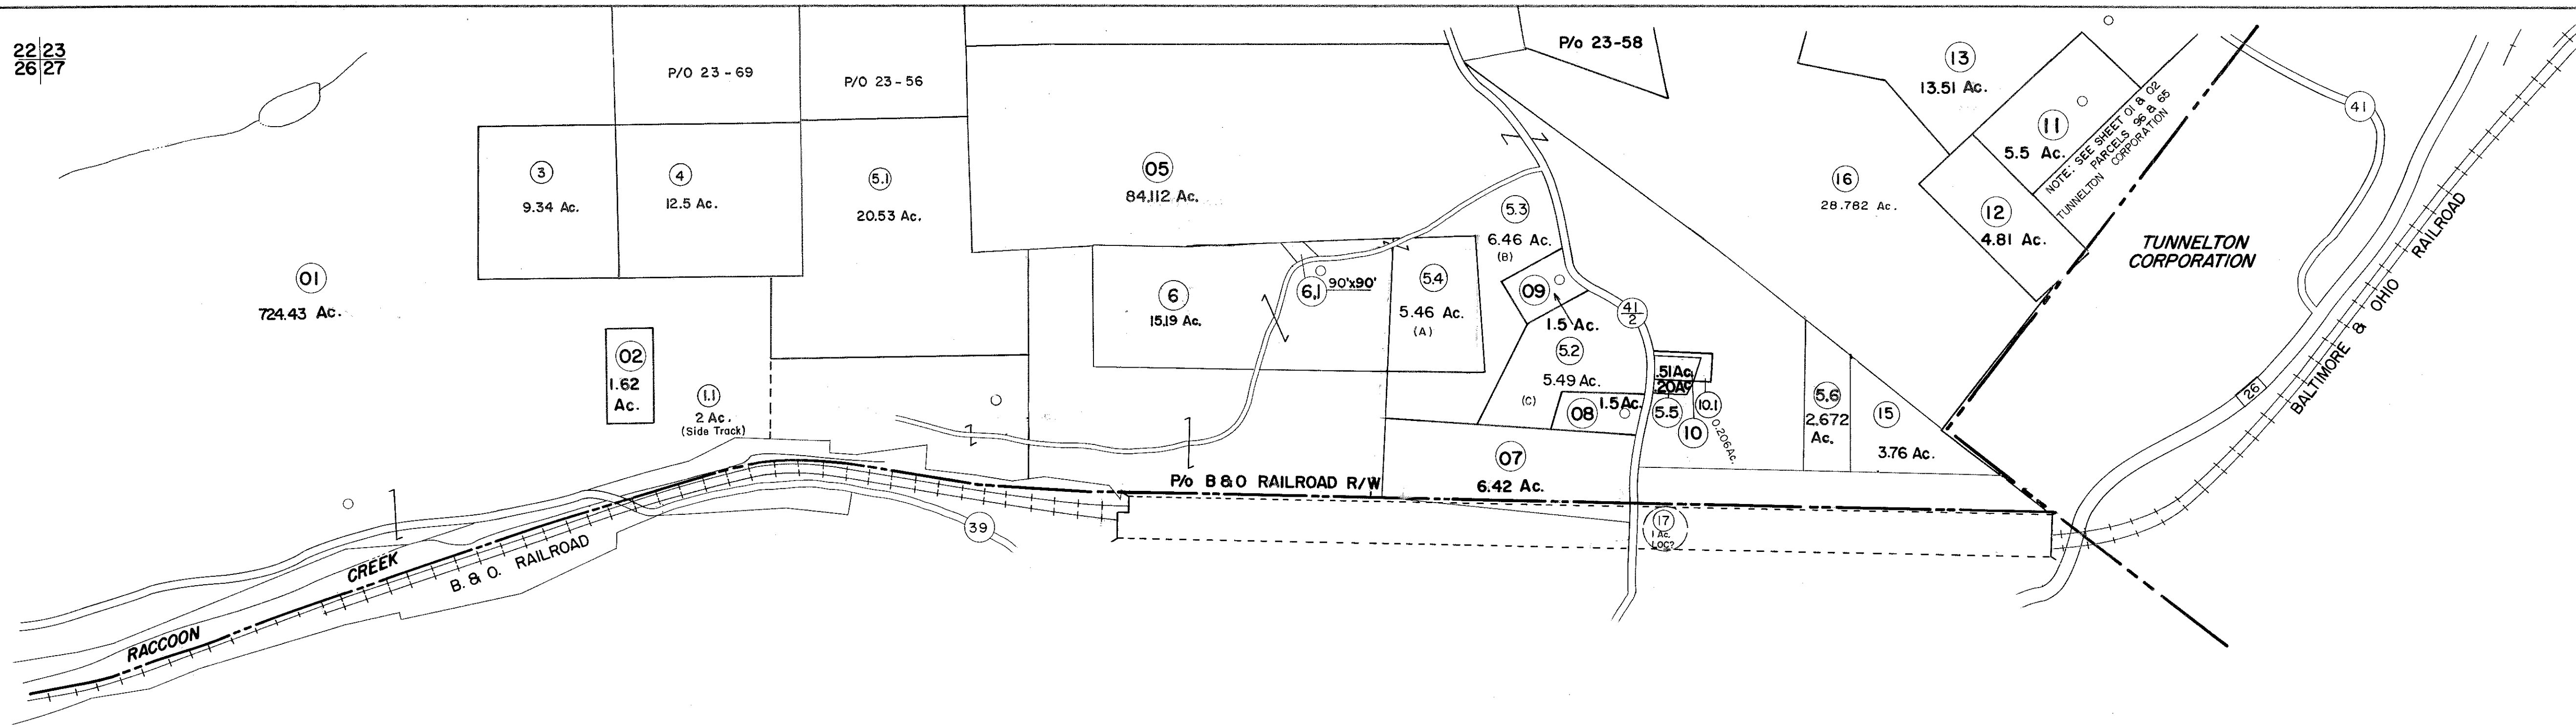 22 23
26 27
P/O 23-69
P/O 23-56
P/o 23-58
13
13.51 Ac.
11
5.5 Ac.
NOTE: SEE SHEET 01 & 02
PARCELS 96 & 65
TUNNELTON CORPORATION
41
3
9.34 Ac.
4
12.5 Ac.
5.1
20.53 Ac.
05
84.112 Ac.
5.3
6.46 Ac.
(B)
16
28.782 Ac.
12
4.81 Ac.
TUNNELTON
CORPORATION
BALTIMORE & OHIO RAILROAD
26
01
724.43 Ac.
02
1.62
Ac.
1.1
2 Ac.
(Side Track)
6
15.19 Ac.
6.1
90'x90'
5.4
5.46 Ac.
(A)
09
1.5 Ac.
41
2
5.2
5.49 Ac.
(C)
08
1.5 Ac.
.51Ac
.20Ac
5.5
10.1
0.206Ac.
10
5.6
2.672
Ac.
15
3.76 Ac.
07
6.42 Ac.
P/o B&O RAILROAD R/W
17
1 Ac.
LOC?
39
RACCOON CREEK
B. & O. RAILROAD